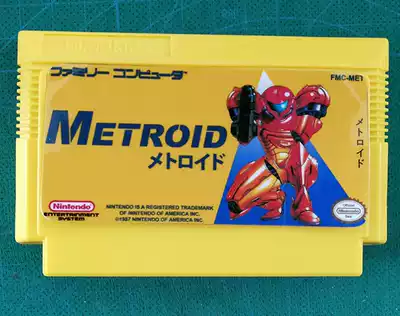 ファミリー コンピュータ
FMC-MET
METROID
メトロイド
メトロイド
Nintendo
ENTERTAINMENT
SYSTEM
NINTENDO IS A REGISTERED TRADEMARK
OF NINTENDO OF AMERICA INC.
©1987 NINTENDO OF AMERICA INC.
Nintendo